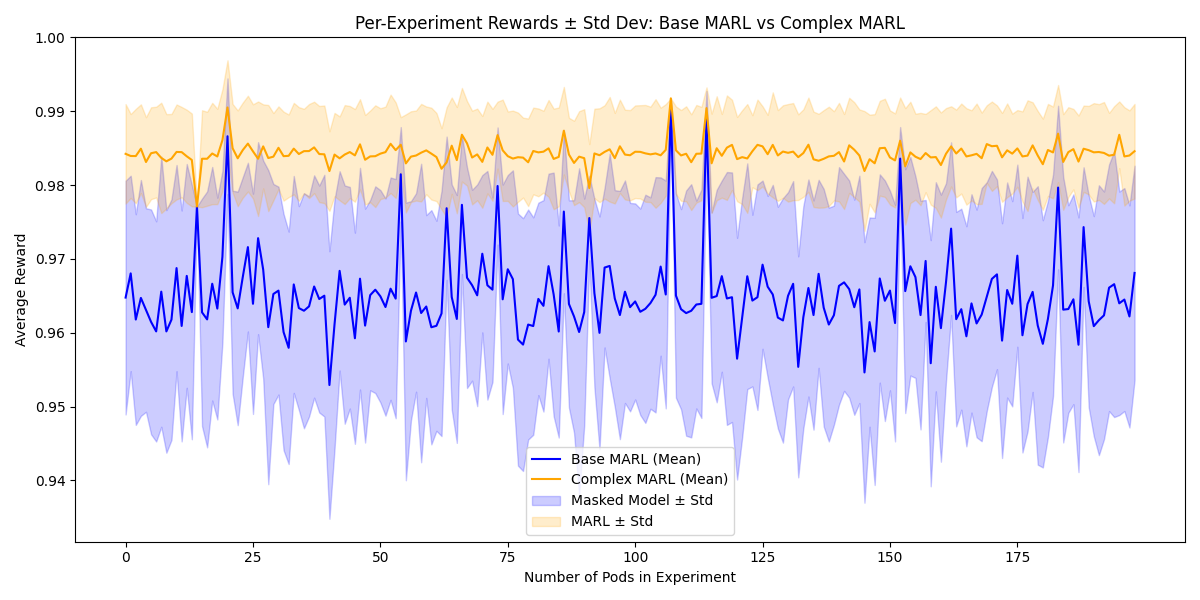 Per-Experiment Rewards ± Std Dev: Base MARL vs Complex MARL
Average Reward
1.00
0.99
0.98
0.97
0.96
0.95
0.94
Base MARL (Mean)
Complex MARL (Mean)
Masked Model ± Std
MARL ± Std
0 25 50 75 100 125 150 175
Number of Pods in Experiment